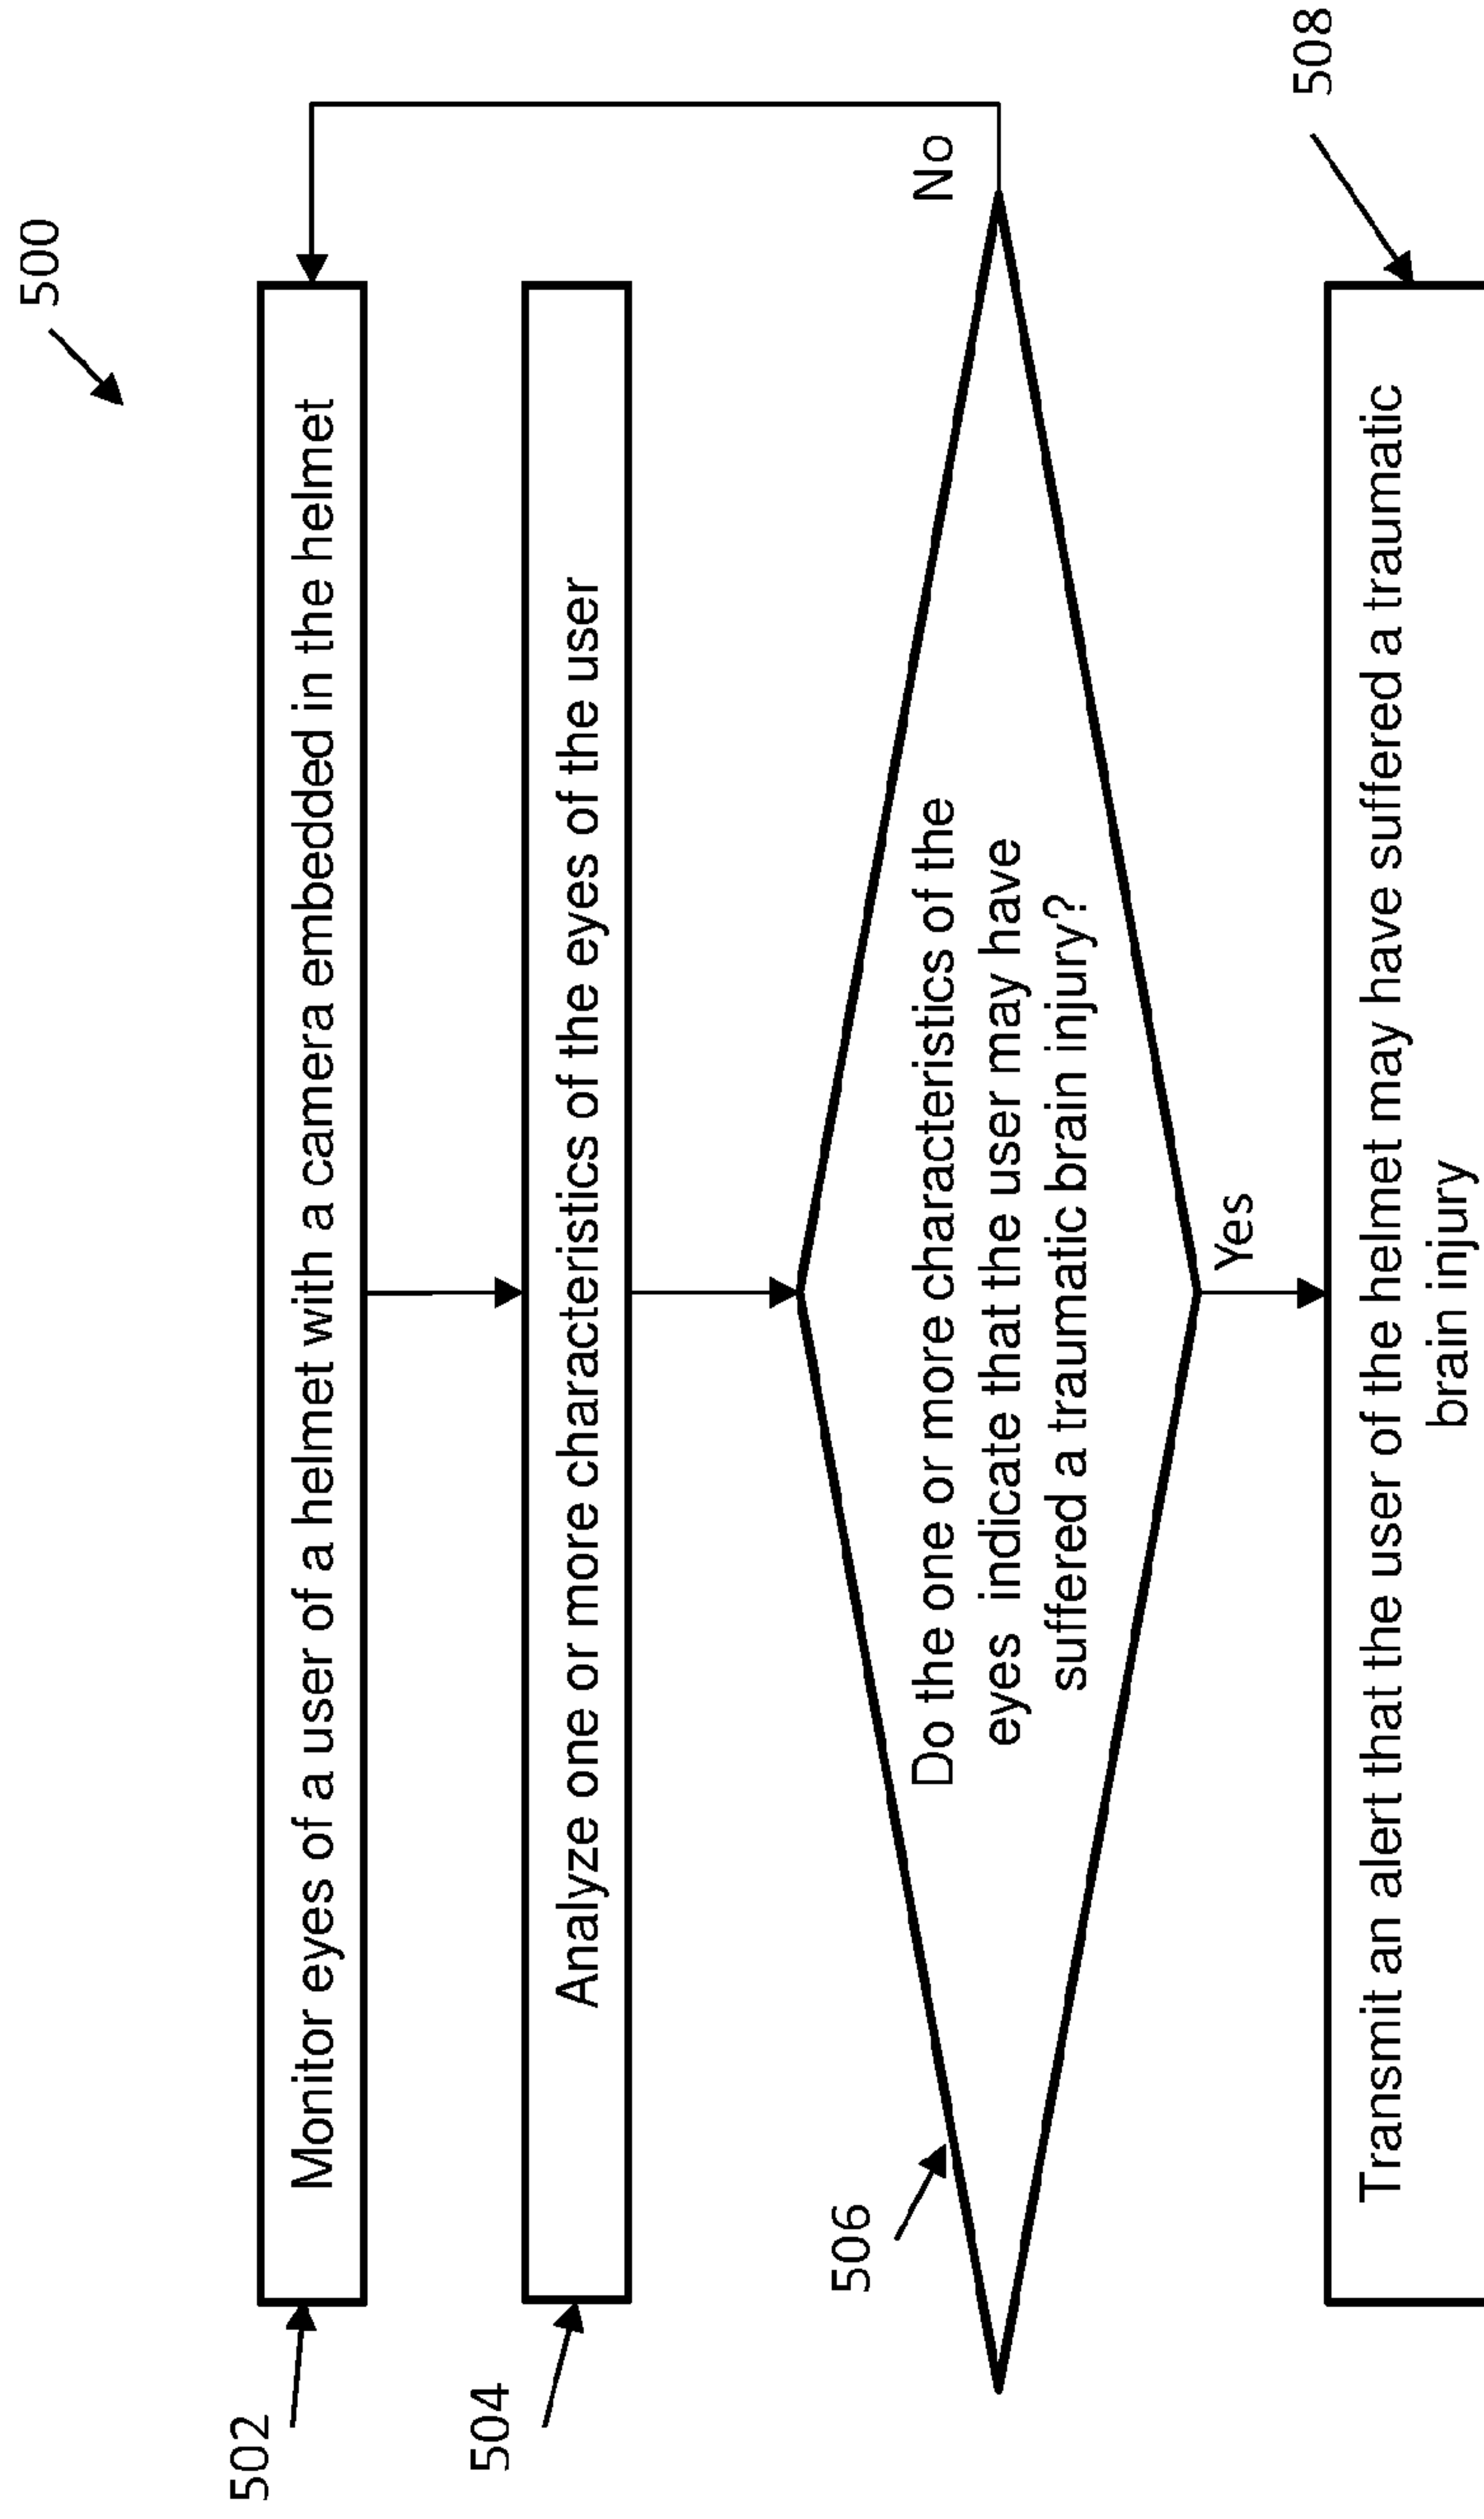 500
502
Monitor eyes of a user of a helmet with a camera embedded in the helmet
504
Analyze one or more characteristics of the eyes of the user
506
Do the one or more characteristics of the
eyes indicate that the user may have
suffered a traumatic brain injury?
No
Yes
508
Transmit an alert that the user of the helmet may have suffered a traumatic
brain injury